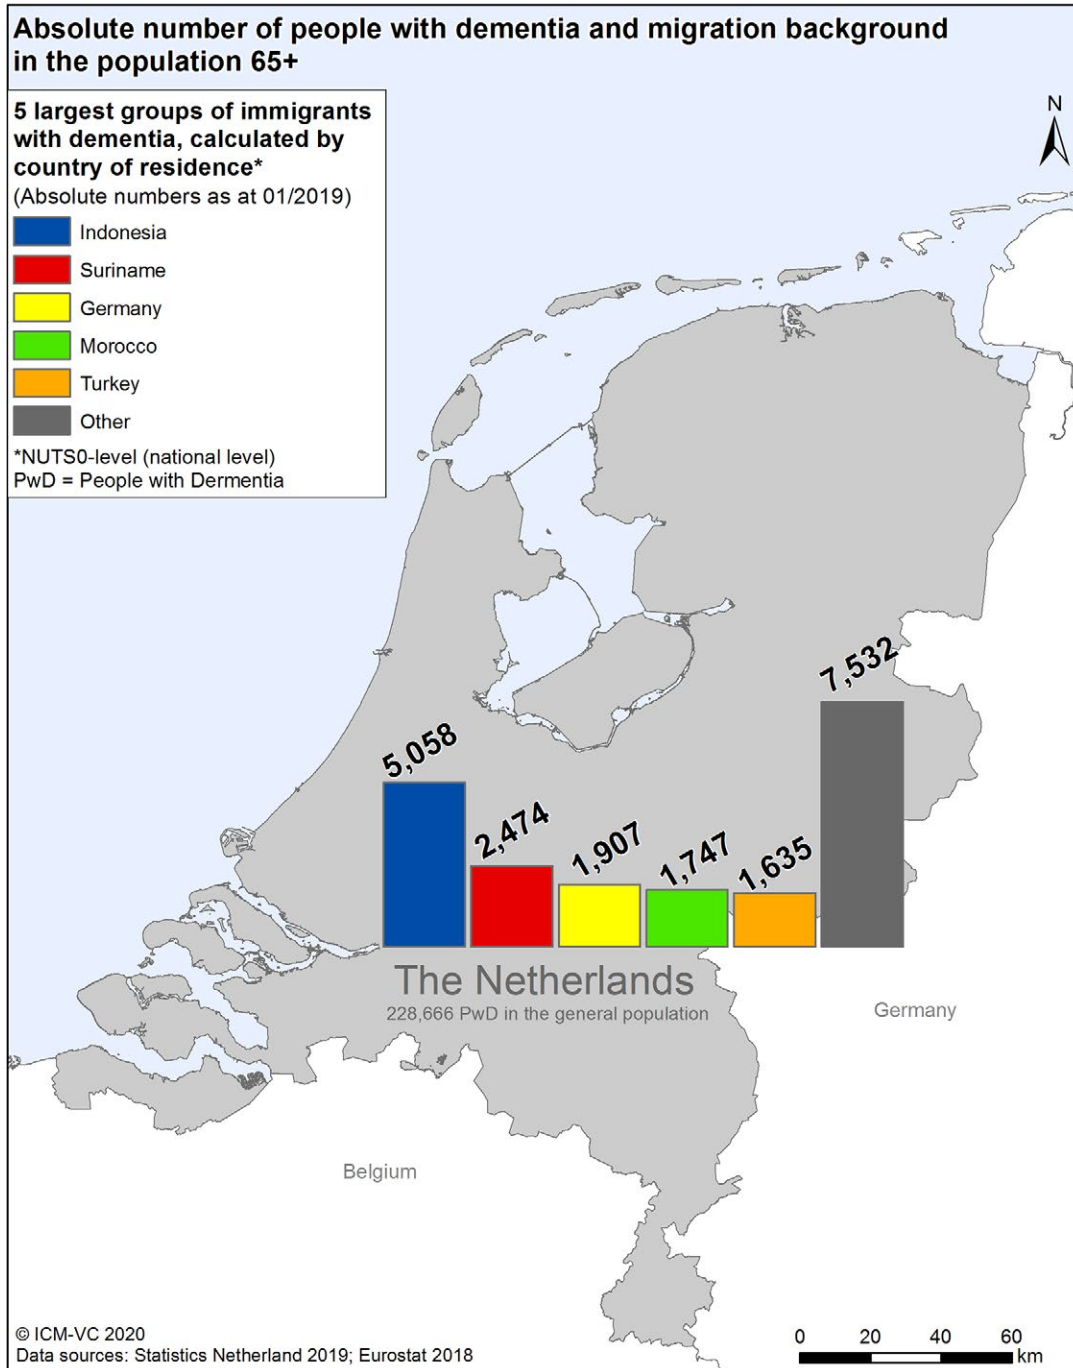 Absolute number of people with dementia and migration background
in the population 65+
5 largest groups of immigrants
with dementia, calculated by
country of residence*
(Absolute numbers as at 01/2019)
Indonesia
Suriname
Germany
Morocco
Turkey
Other
*NUTS0-level (national level)
PwD = People with Dermentia
N
5,058
2,474
1,907
1,747
1,635
7,532
The Netherlands
228,666 PwD in the general population
Germany
Belgium
© ICM-VC 2020
Data sources: Statistics Netherland 2019; Eurostat 2018
0 20 40 60
km